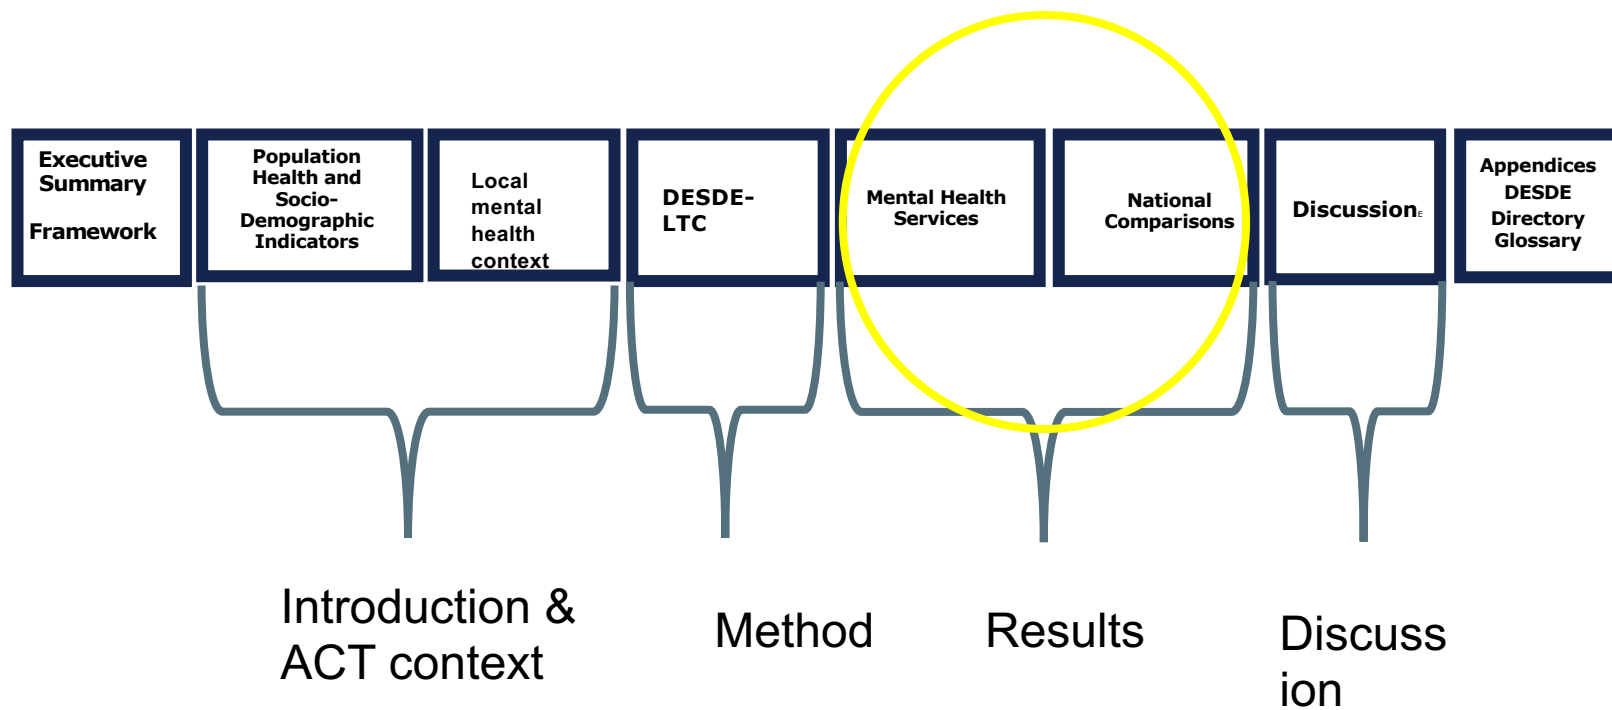 Executive
Summary
Framework
Population
Health and
Socio-
Demographic
Indicators
Local
mental
health
context
DESDE-
LTC
Mental Health
Services
National
Comparisons
DiscussionE
Appendices
DESDE
Directory
Glossary
Introduction &
ACT context
Method
Results
Discuss
ion